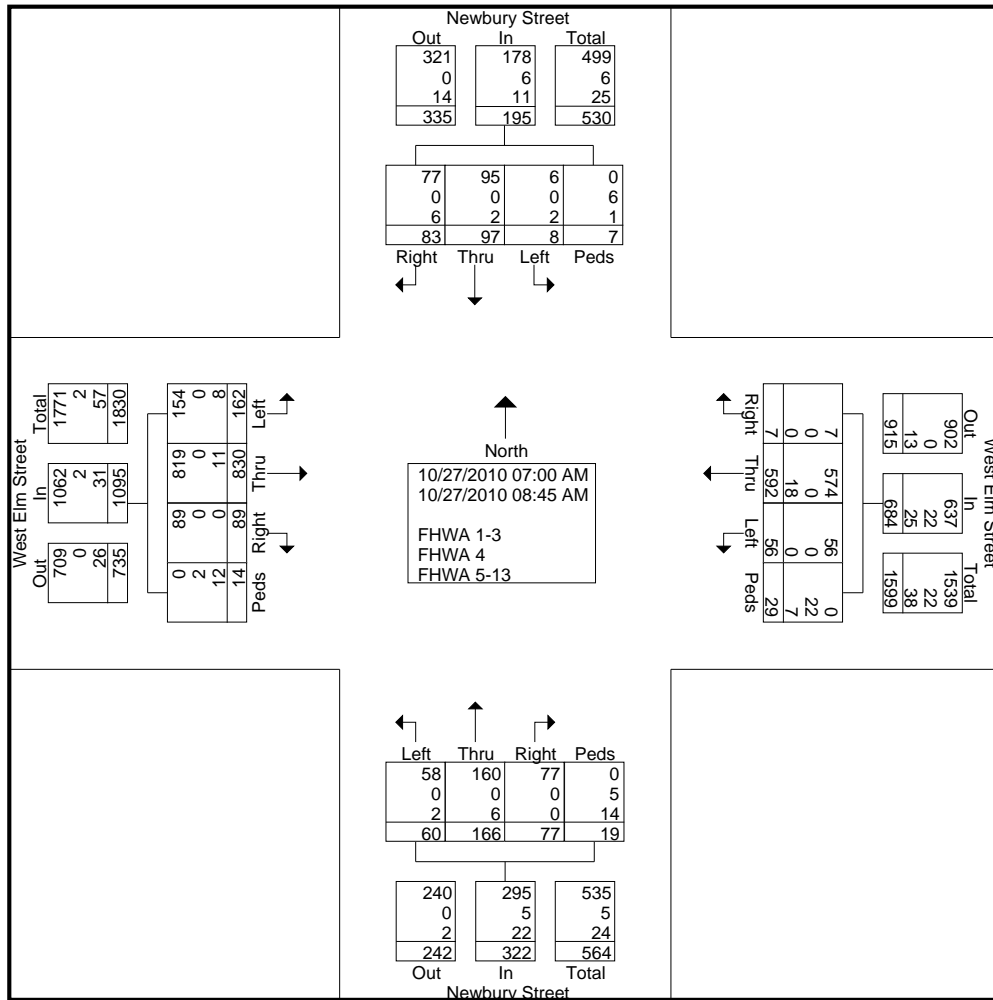 Newbury Street
Out In Total
321 178 499
0 6 6
14 11 25
335 195 530
77 95 6 0
0 0 0 6
6 2 2 1
83 97 8 7
Right Thru Left Peds
West Elm Street
Total In Out
1771 1062 709
2 2 0
57 31 26
1830 1095 735
154 819 89 0
0 0 0 2
8 11 0 12
162 830 89 14
Left Thru Right Peds
North
10/27/2010 07:00 AM
10/27/2010 08:45 AM
FHWA 1-3
FHWA 4
FHWA 5-13
Right Thru Left Peds
7 574 56 0
0 0 0 22
0 18 0 7
7 592 56 29
West Elm Street
Out In Total
902 637 1539
0 22 22
13 25 38
915 684 1599
Left Thru Right Peds
58 160 77 0
0 0 0 5
2 6 0 14
60 166 77 19
240 295 535
0 5 5
2 22 24
242 322 564
Out In Total
Newbury Street